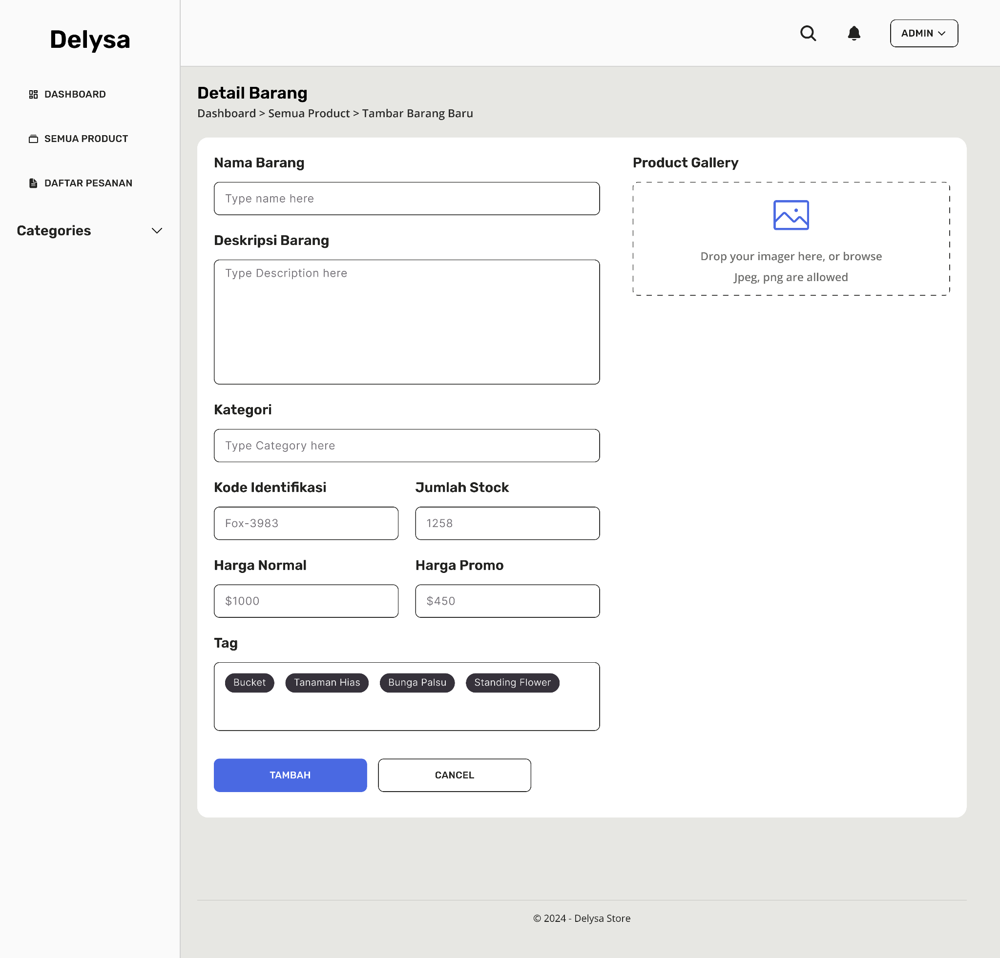 Delysa
ADMIN
DASHBOARD
SEMUA PRODUCT
DAFTAR PESANAN
Categories
Detail Barang
Dashboard > Semua Product > Tambar Barang Baru
Nama Barang
Type name here
Deskripsi Barang
Type Description here
Kategori
Type Category here
Kode Identifikasi
Jumlah Stock
Fox-3983
1258
Harga Normal
Harga Promo
$1000
$450
Tag
Bucket Tanaman Hias Bunga Palsu Standing Flower
TAMBAH
CANCEL
Product Gallery
Drop your imager here, or browse
Jpeg, png are allowed
© 2024 - Delysa Store